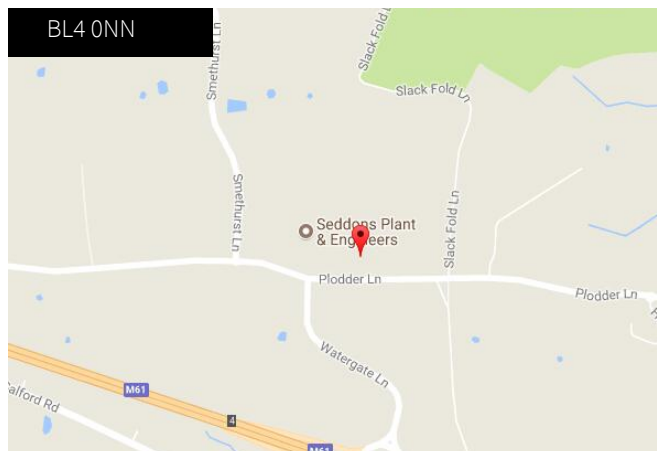 BL4 0NN
Smethurst Ln
Slack Fold Ln
Slack Fold Ln
Smethurst Ln
Seddons Plant
& Engineers
Slack Fold Ln
Plodder Ln
Plodder Ln
Watergate Ln
M61
Salford Rd
4
M61